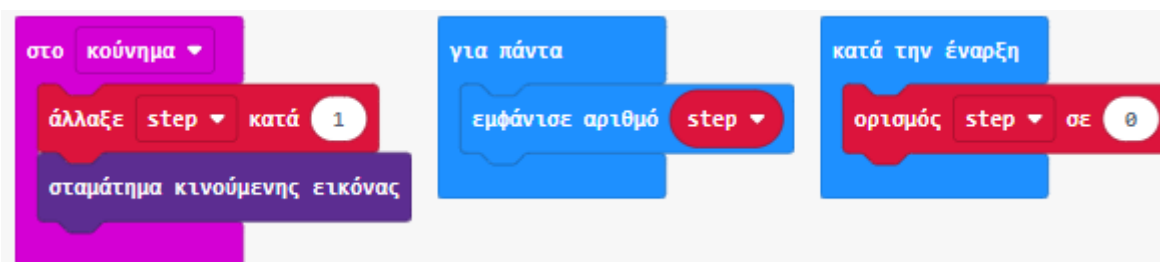 στο κούνημα
άλλαξε step κατά 1
σταμάτημα κινούμενης εικόνας
για πάντα
εμφάνισε αριθμό step
κατά την έναρξη
ορισμός step σε 0